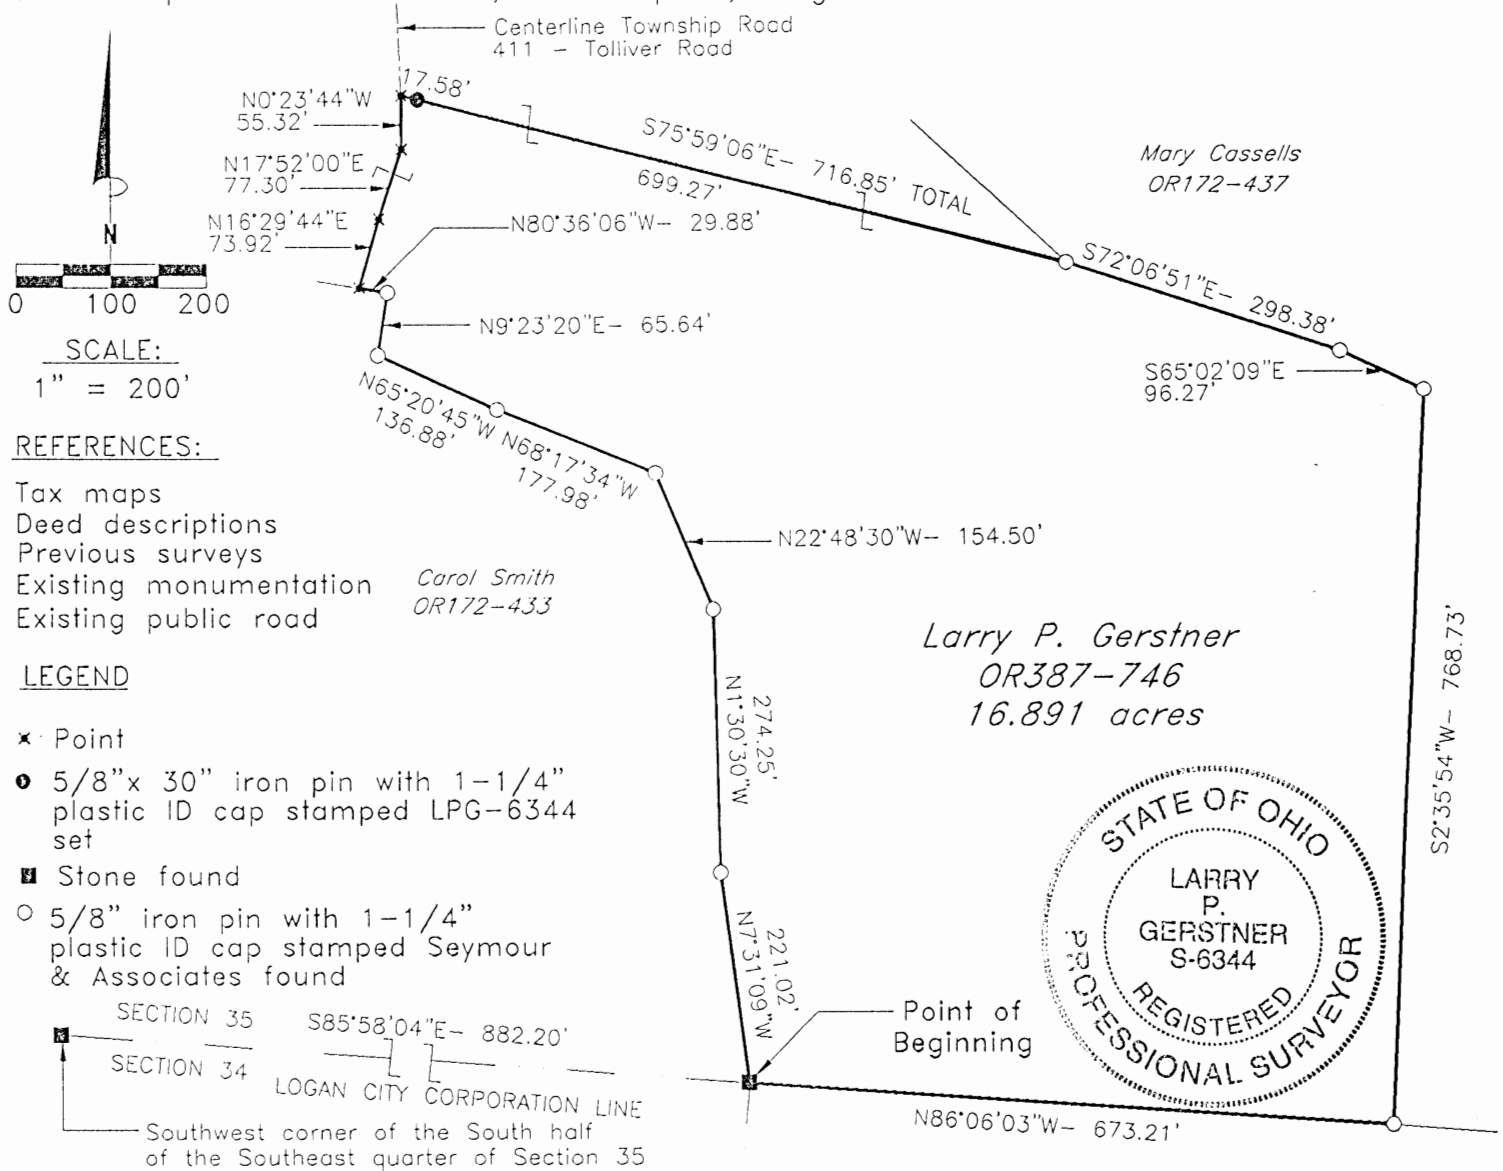 Centerline Township Road
411 - Tolliver Road
17.58'
N0°23'44"W
55.32'
N17°52'00"E
77.30'
N16°29'44"E
73.92'
S75°59'06"E- 716.85' TOTAL
699.27'
Mary Cassells
OR172-437
N80°36'06"W- 29.88'
S72°06'51"E- 298.38'
N
0 100 200
SCALE:
1" = 200'
N9°23'20"E- 65.64'
S65°02'09"E
96.27'
N65°20'45"W
136.88'
N68°17'34"W
177.98'
REFERENCES:
Tax maps
Deed descriptions
Previous surveys
Existing monumentation
Existing public road
Carol Smith
OR172-433
N22°48'30"W- 154.50'
Larry P. Gerstner
OR387-746
16.891 acres
274.25'
N1°30'30"W
S2°35'54"W- 768.73'
LEGEND
Point
5/8"x 30" iron pin with 1-1/4"
plastic ID cap stamped LPG-6344
set
Stone found
5/8" iron pin with 1-1/4"
plastic ID cap stamped Seymour
& Associates found
STATE OF OHIO
LARRY
P.
GERSTNER
S-6344
REGISTERED
PROFESSIONAL SURVEYOR
221.02'
N7°31'09"W
Point of
Beginning
SECTION 35
SECTION 34
S85°58'04"E- 882.20'
LOGAN CITY CORPORATION LINE
N86°06'03"W- 673.21'
Southwest corner of the South half
of the Southeast quarter of Section 35